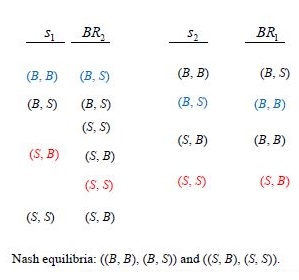 s1 BR2 s2 BR1
(B, B) (B, S) (B, B) (B, S)
(B, S) (B, S) (B, S) (B, B)
(S, S)
(S, B) (B, B)
(S, B) (S, B)
(S, S) (S, S) (S, B)
(S, S) (S, B)
Nash equilibria: ((B, B), (B, S)) and ((S, B), (S, S)).